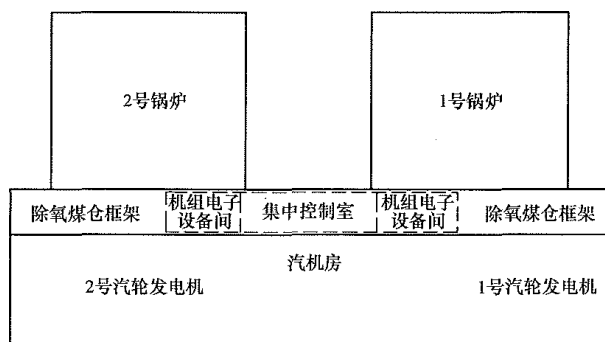 2号锅炉
1号锅炉
除氧煤仓框架
机组电子
设备间
集中控制室
机组电子
设备间
除氧煤仓框架
汽机房
2号汽轮发电机
1号汽轮发电机